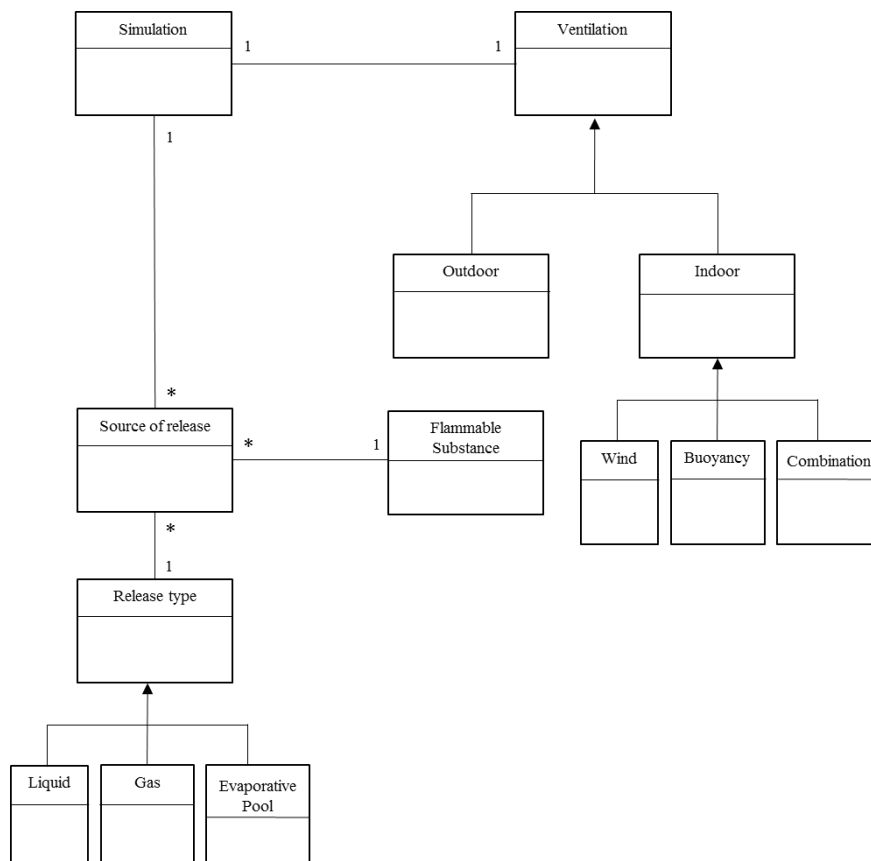 Simulation
1
1
Ventilation
1
Outdoor
Indoor
*
Source of release
*
1
Flammable
Substance
Wind
Buoyancy
Combination
*
1
Release type
Liquid
Gas
Evaporative
Pool